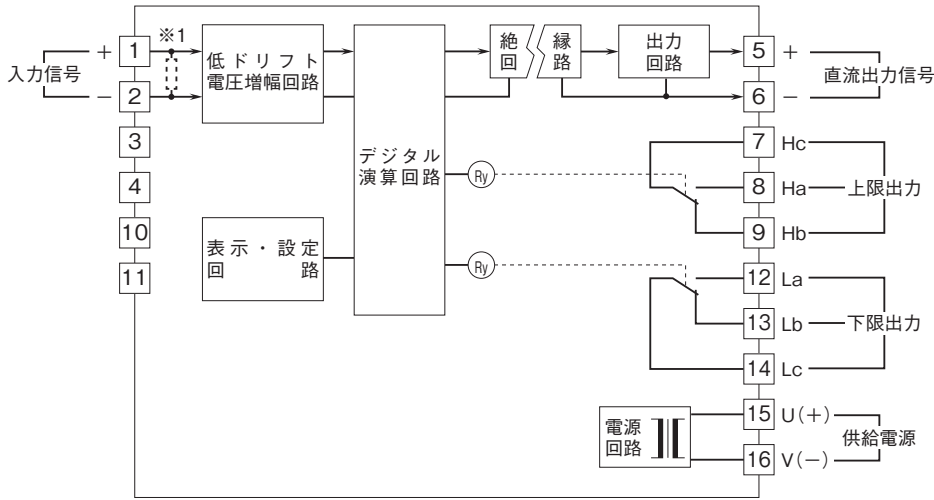 入力信号
+ 1
− 2
3
4
10
11
※1
低ドリフト
電圧増幅回路
表示・設定
回 路
デジタル
演算回路
Ry
Ry
絶 縁
回 路
出力
回路
電源
回路
5 +
6 −
直流出力信号
7 Hc
8 Ha
9 Hb
上限出力
12 La
13 Lb
14 Lc
下限出力
15 U(+)
16 V(−)
供給電源